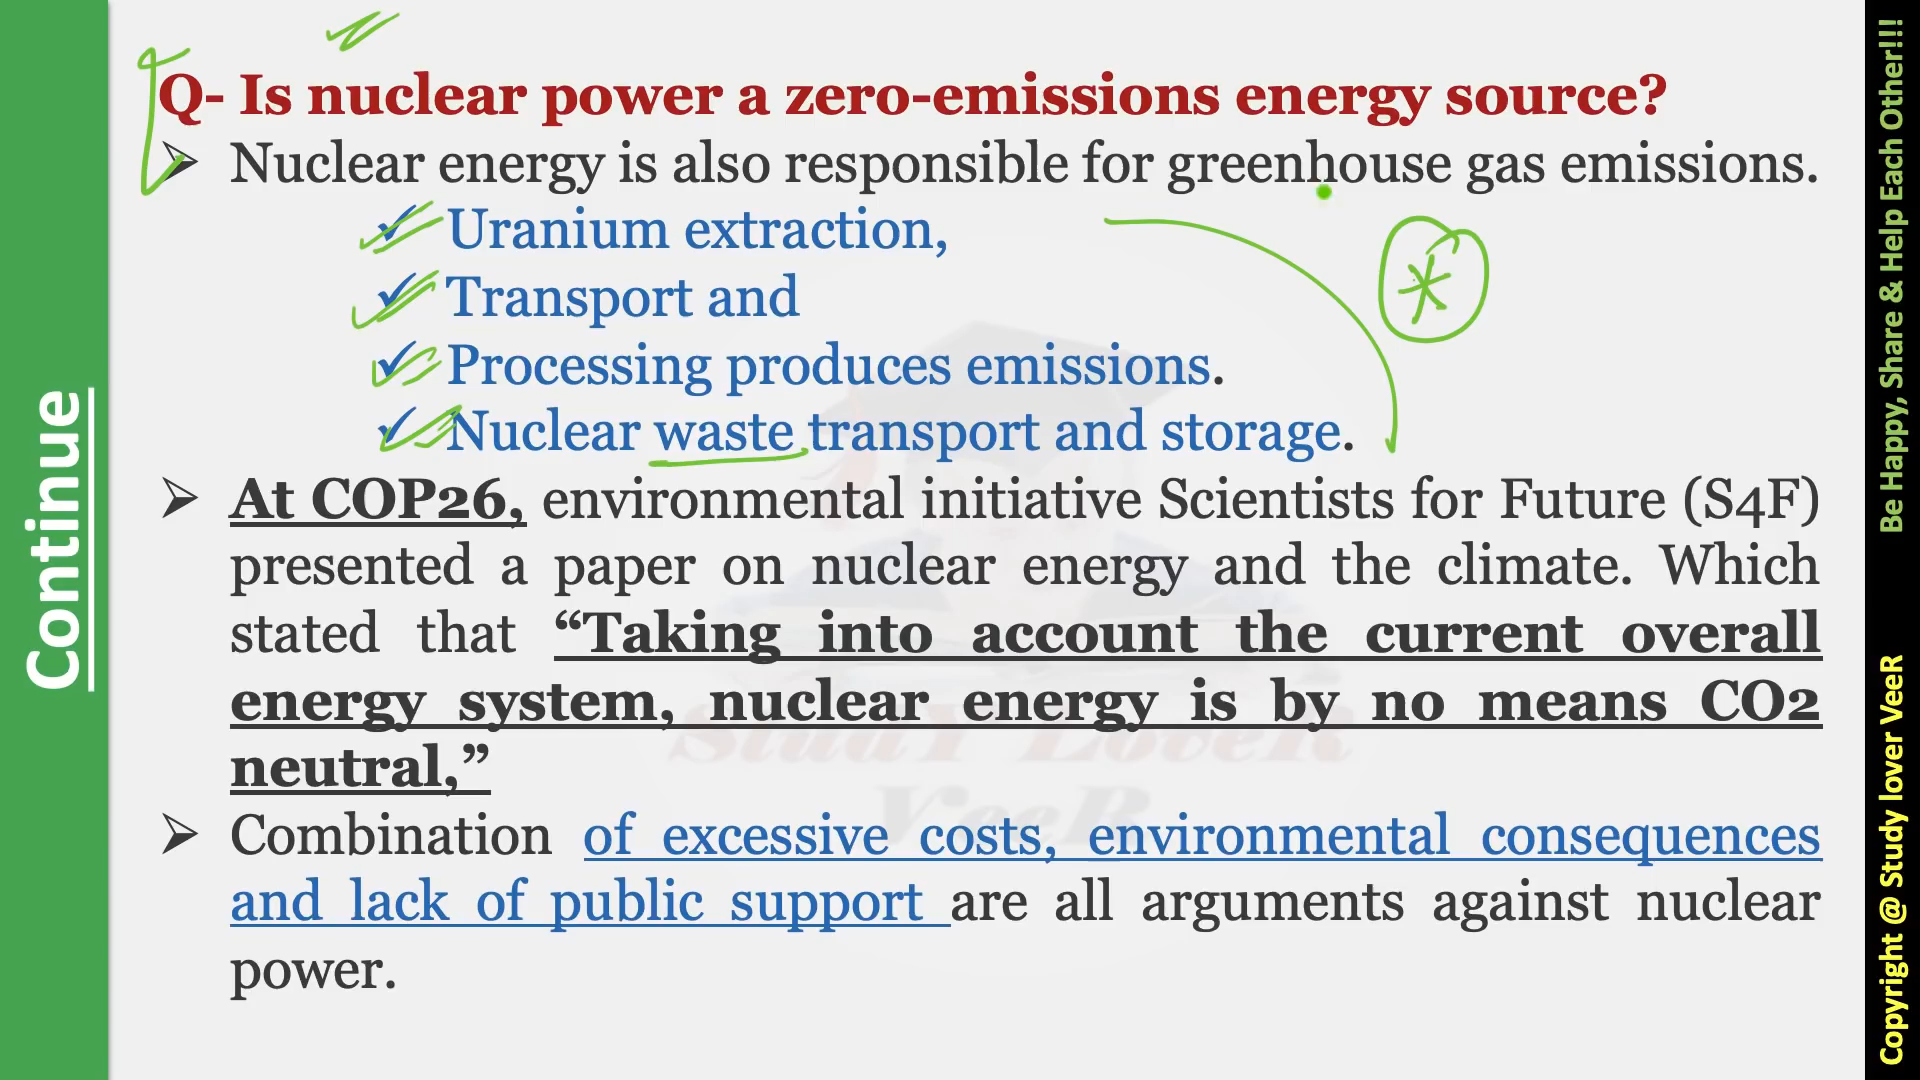 Continue
Q- Is nuclear power a zero-emissions energy source?
➢ Nuclear energy is also responsible for greenhouse gas emissions.
✓ Uranium extraction,
✓ Transport and
✓ Processing produces emissions.
✓ Nuclear waste transport and storage.
➢ At COP26, environmental initiative Scientists for Future (S4F)
presented a paper on nuclear energy and the climate. Which
stated that “Taking into account the current overall
energy system, nuclear energy is by no means CO2
neutral,”
➢ Combination of excessive costs, environmental consequences
and lack of public support are all arguments against nuclear
power.
StudY LoveR
VeeR
Be Happy, Share & Help Each Other!!!
Copyright @ Study lover VeeR